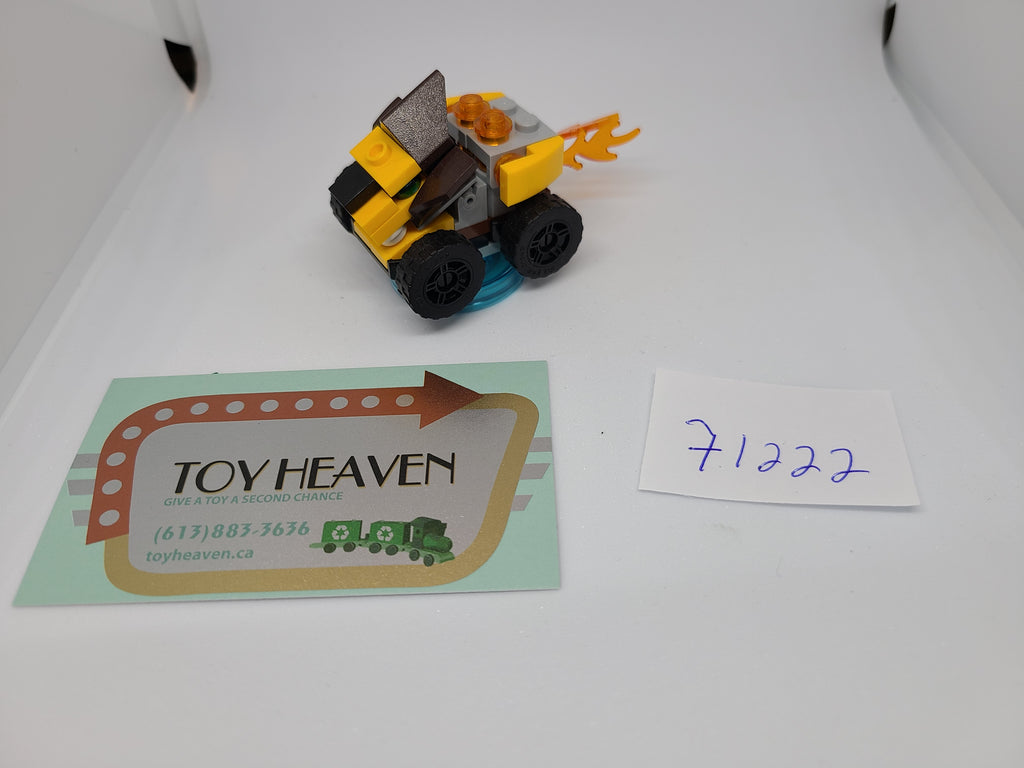 TOY HEAVEN
GIVE A TOY A SECOND CHANCE
(613)883-3636
toyheaven.ca
71222